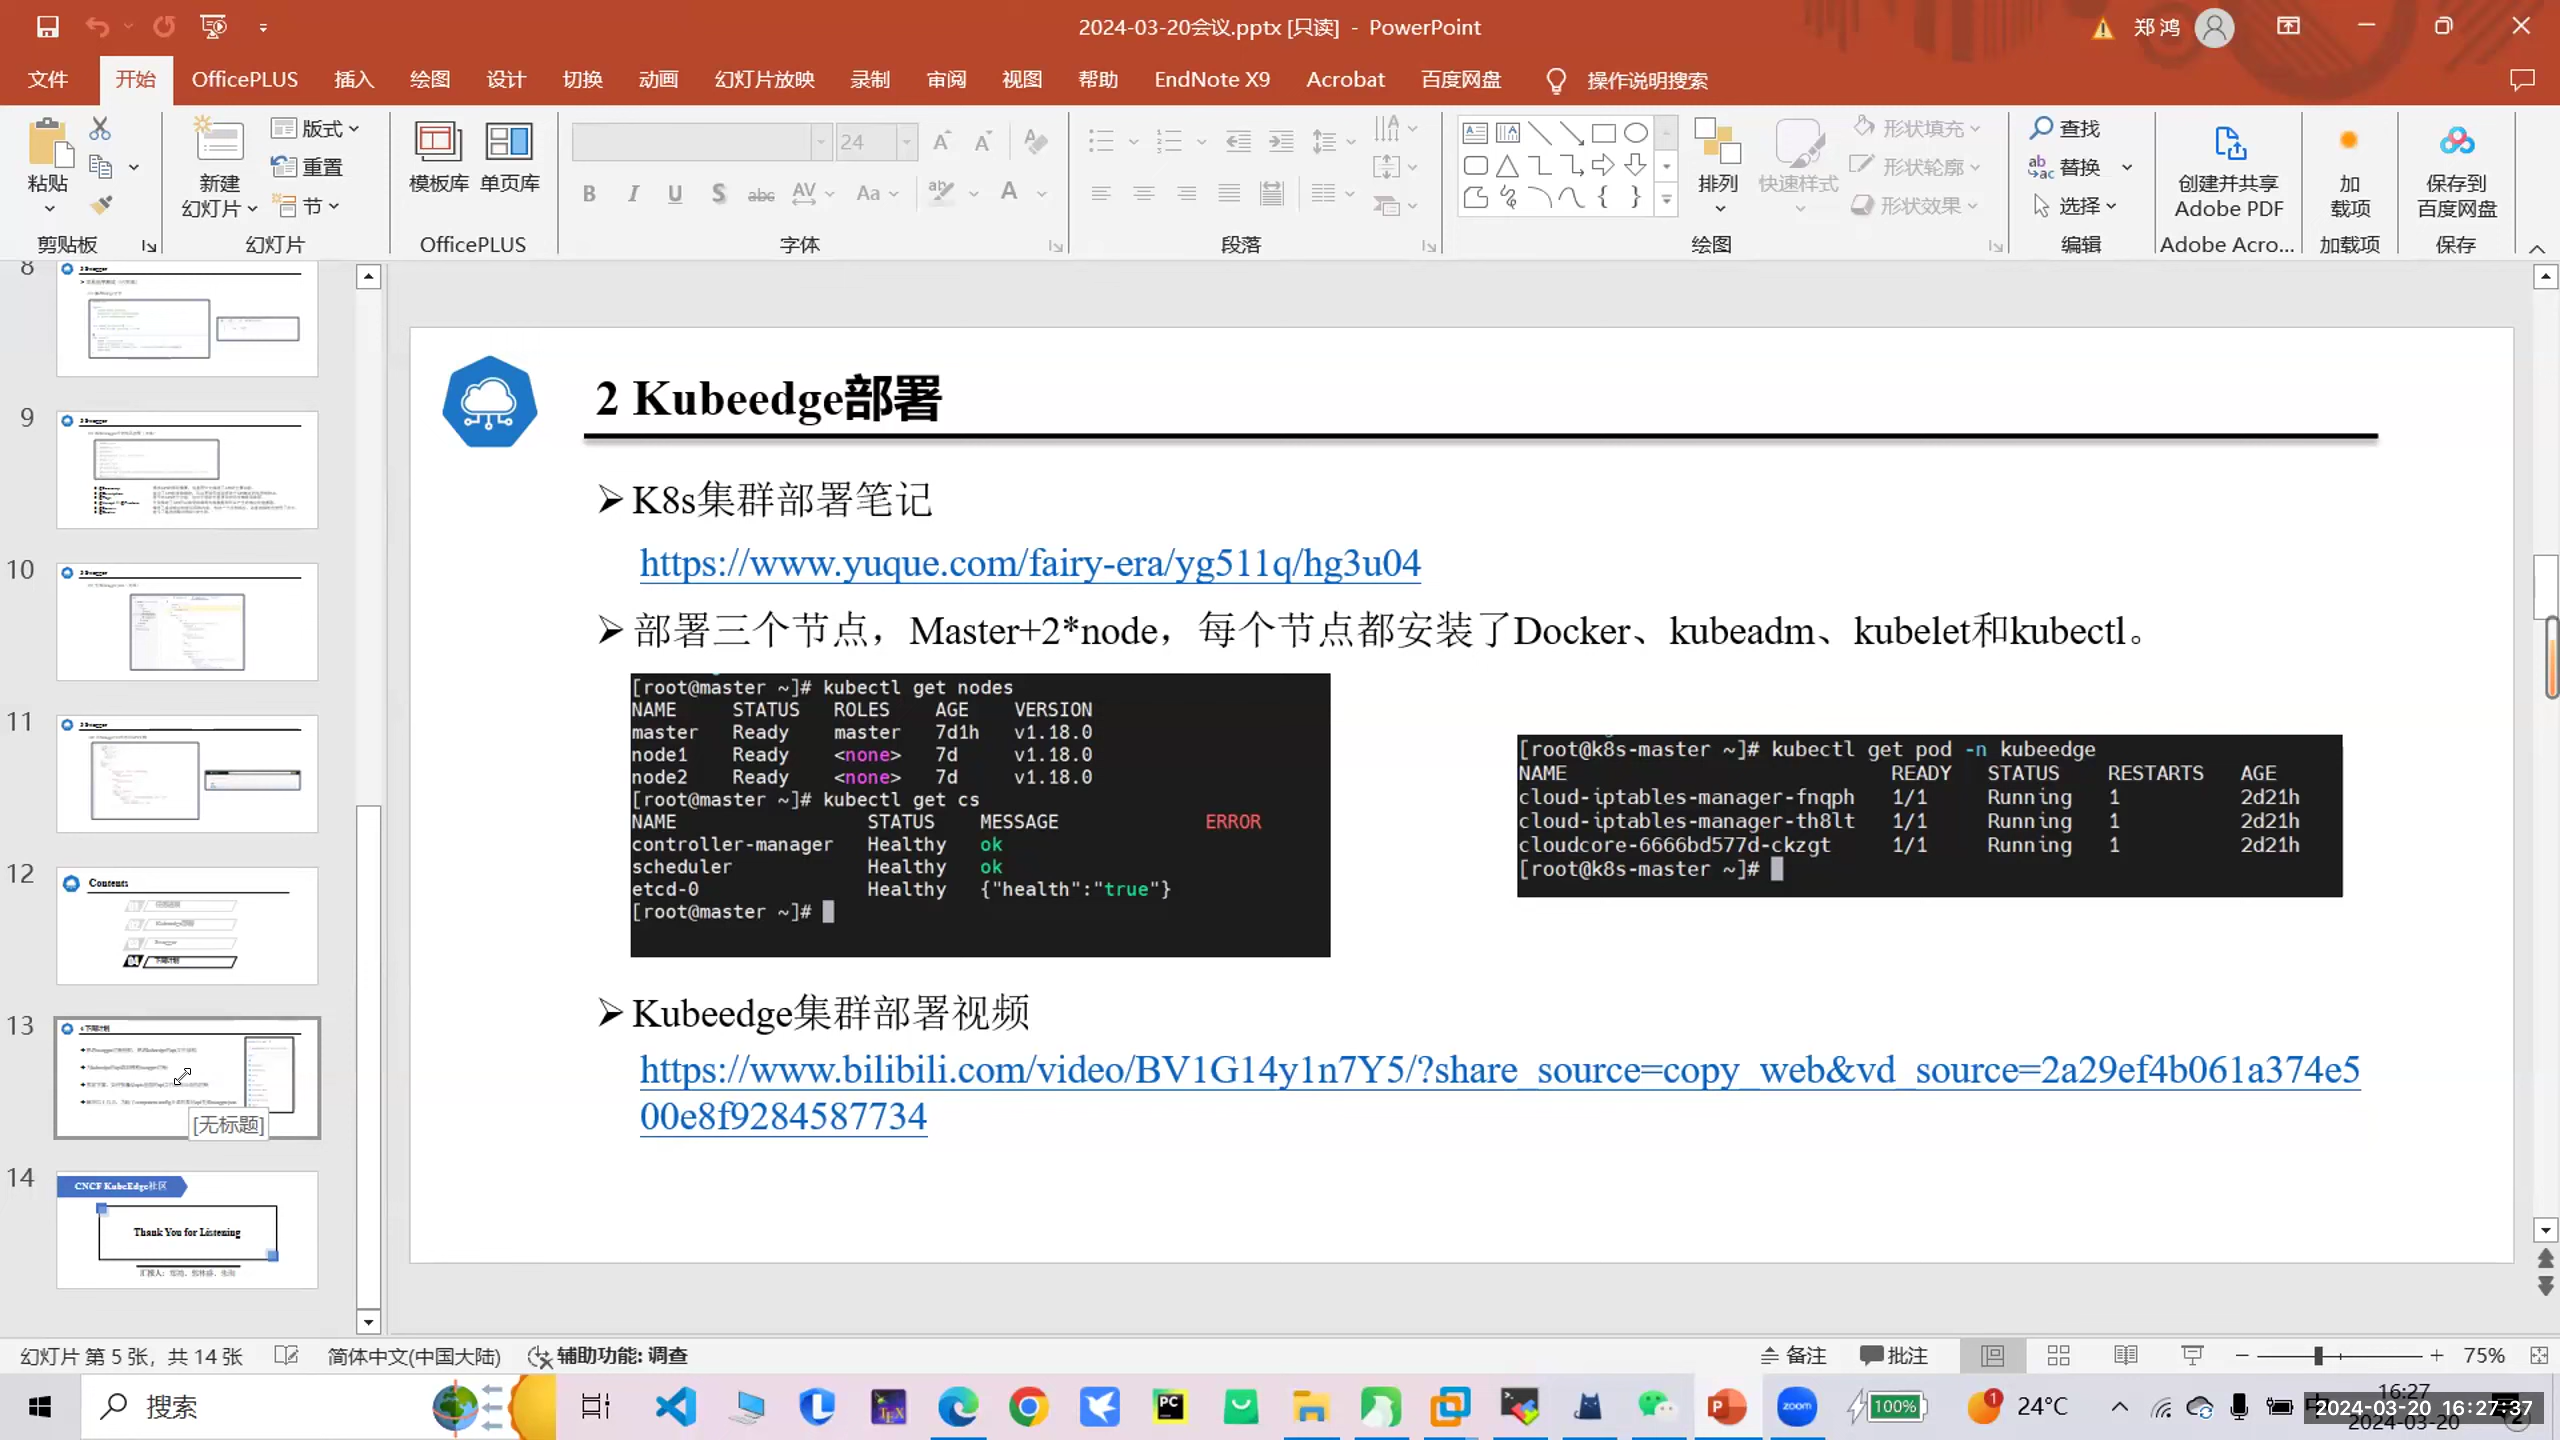 2024-03-20会议.pptx [只读] - PowerPoint
郑 鸿
文件 开始 OfficePLUS 插入 绘图 设计 切换 动画 幻灯片放映 录制 审阅 视图 帮助 EndNote X9 Acrobat 百度网盘 操作说明搜索
粘贴
剪贴板
新建
幻灯片
版式
重置
节
幻灯片
模板库 单页库
OfficePLUS
24
字体
段落
排列
快速样式
形状填充
形状轮廓
形状效果
绘图
查找
替换
选择
编辑
创建并共享
Adobe PDF
Adobe Acro...
加
载项
加载项
保存到
百度网盘
保存
8
9
10
11
12
Contents
13
[无标题]
14
CNCF KubeEdge社区
Thank You for Listening
2 Kubeedge部署
➢ K8s集群部署笔记
https://www.yuque.com/fairy-era/yg511q/hg3u04
➢ 部署三个节点，Master+2*node，每个节点都安装了Docker、kubeadm、kubelet和kubectl。
[root@master ~]# kubectl get nodes
NAME STATUS ROLES AGE VERSION
master Ready master 7d1h v1.18.0
node1 Ready <none> 7d v1.18.0
node2 Ready <none> 7d v1.18.0
[root@master ~]# kubectl get cs
NAME STATUS MESSAGE ERROR
controller-manager Healthy ok
scheduler Healthy ok
etcd-0 Healthy {"health":"true"}
[root@master ~]#
[root@k8s-master ~]# kubectl get pod -n kubeedge
NAME READY STATUS RESTARTS AGE
cloud-iptables-manager-fnqph 1/1 Running 1 2d21h
cloud-iptables-manager-th8lt 1/1 Running 1 2d21h
cloudcore-6666bd577d-ckzgt 1/1 Running 1 2d21h
[root@k8s-master ~]#
➢ Kubeedge集群部署视频
https://www.bilibili.com/video/BV1G14y1n7Y5/?share_source=copy_web&vd_source=2a29ef4b061a374e5
00e8f9284587734
幻灯片 第 5 张，共 14 张 简体中文(中国大陆) 辅助功能: 调查 备注 批注 75%
搜索
100%
24°C
16:27
2024-03-20 16:27:37
2024-03-20